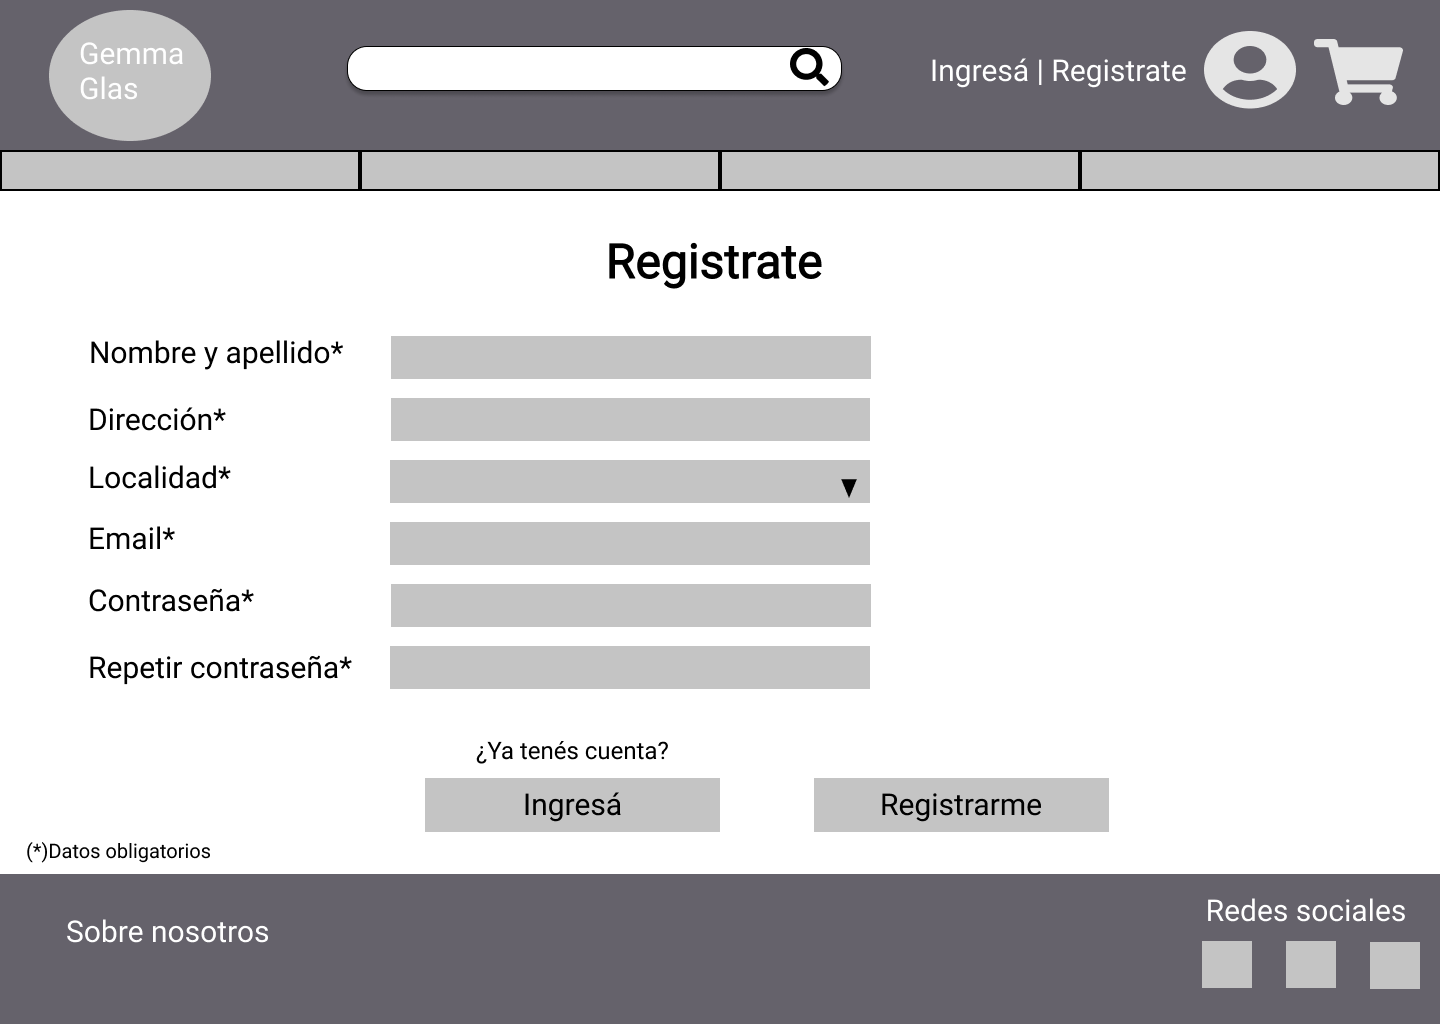 Gemma
Glas
Ingresá | Registrate
Registrate
Nombre y apellido*
Dirección*
Localidad*
Email*
Contraseña*
Repetir contraseña*
¿Ya tenés cuenta?
Ingresá
Registrarme
(*)Datos obligatorios
Sobre nosotros
Redes sociales